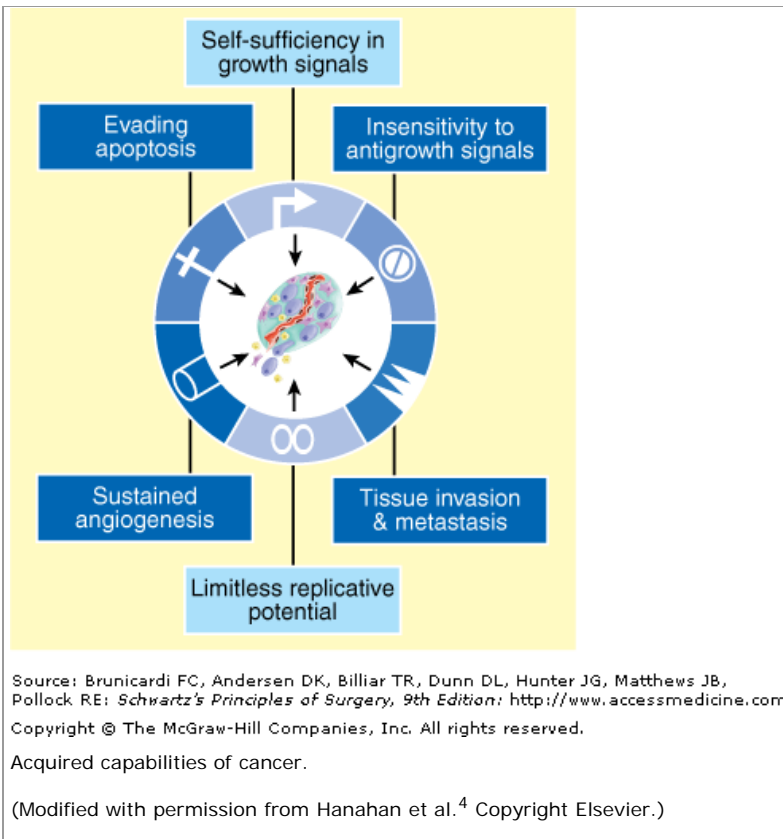 Self-sufficiency in
growth signals
Evading
apoptosis
Insensitivity to
antigrowth signals
Sustained
angiogenesis
Tissue invasion
& metastasis
Limitless replicative
potential
Source: Brunicardi FC, Andersen DK, Billiar TR, Dunn DL, Hunter JG, Matthews JB,
Pollock RE: Schwartz's Principles of Surgery, 9th Edition: http://www.accessmedicine.com
Copyright © The McGraw-Hill Companies, Inc. All rights reserved.
Acquired capabilities of cancer.
(Modified with permission from Hanahan et al.4 Copyright Elsevier.)